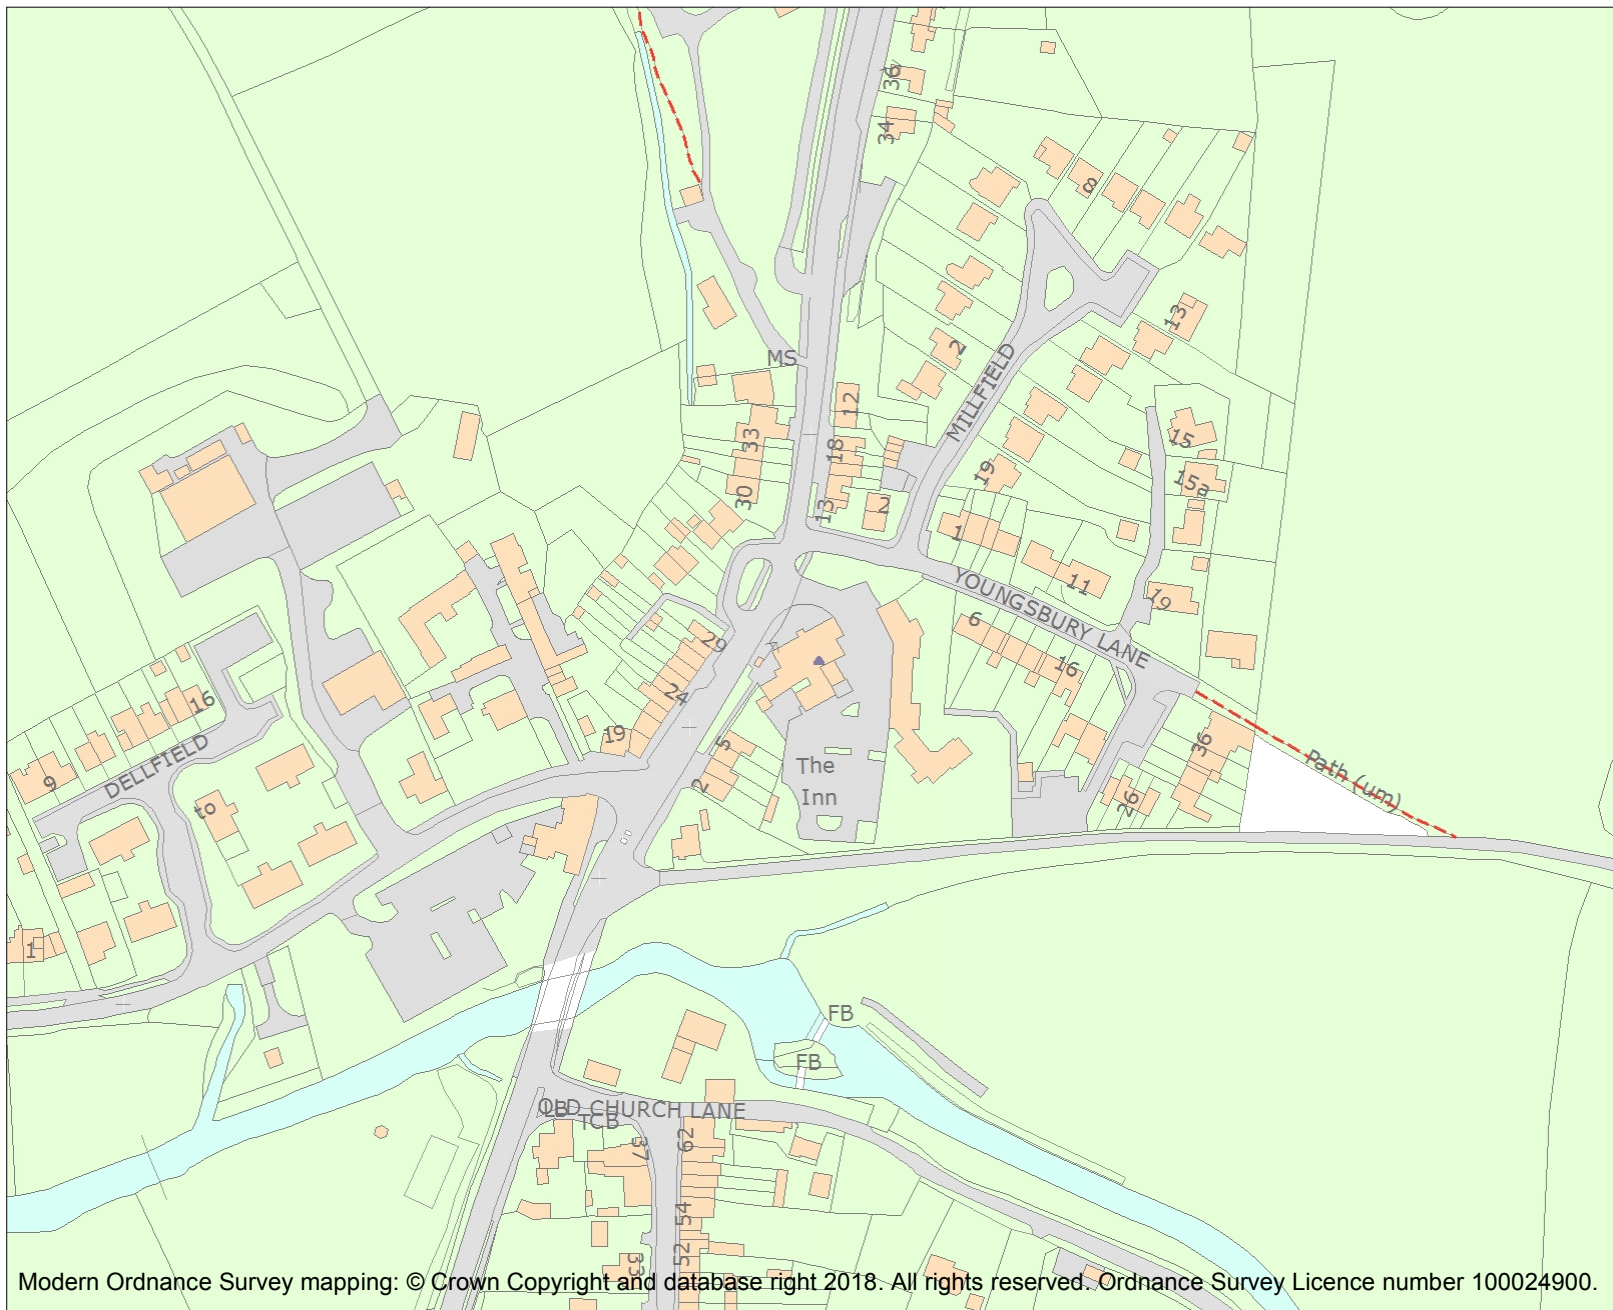 36
34
8
13
2
MS
MILLFIELD
12
33
18
15
19
15a
30
13
2
1
11
YOUNGSBURY LANE
19
6
29
16
24
16
19
5
36
DELLFIELD
9
2
The
Inn
Path (um)
to
26
1
FB
FB
OLD CHURCH LANE
LB
TCB
37
62
54
52
33
Modern Ordnance Survey mapping: © Crown Copyright and database right 2018. All rights reserved. Ordnance Survey Licence number 100024900.